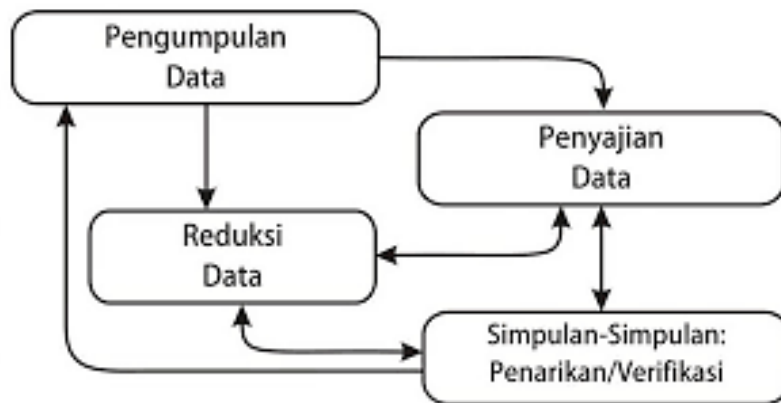 Pengumpulan
Data
Penyajian
Data
Reduksi
Data
Simpulan-Simpulan:
Penarikan/Verifikasi